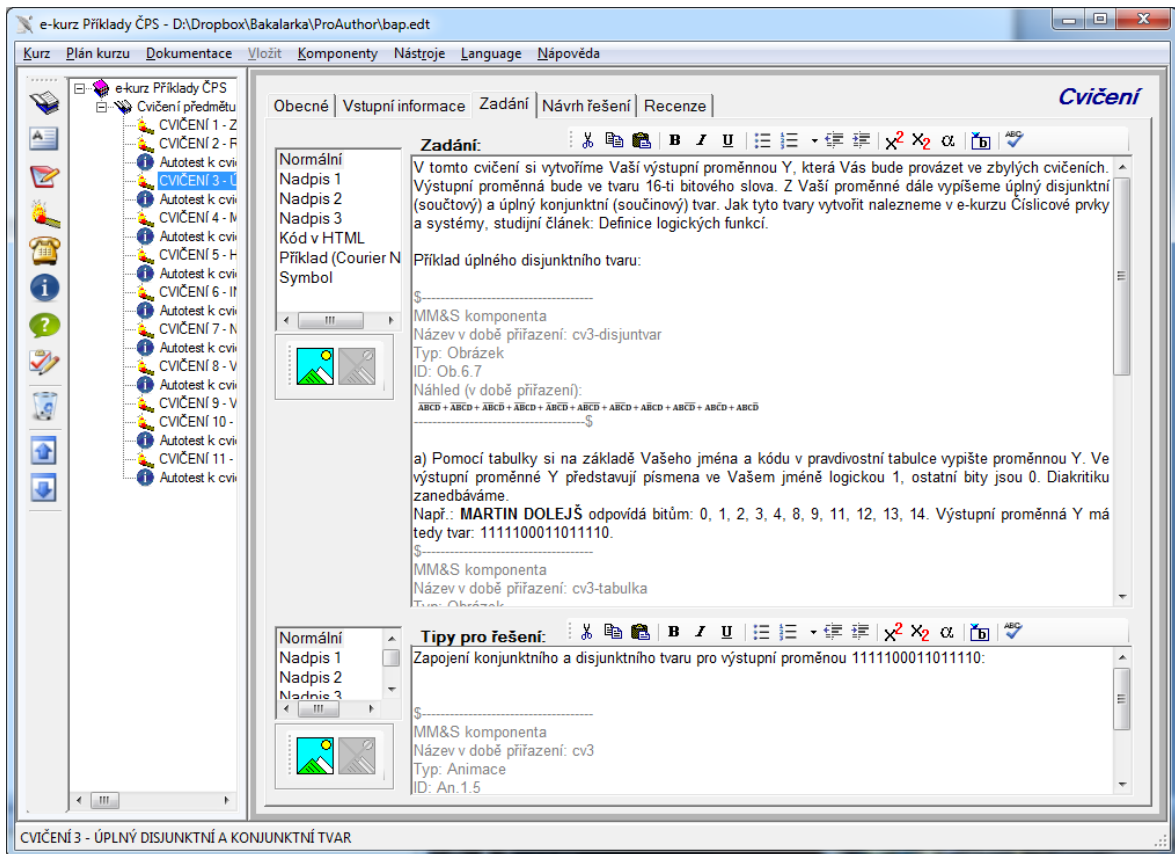 e-kurz Příklady ČPS - D:\Dropbox\Bakalarka\ProAuthor\bap.edt
Kurz Plán kurzu Dokumentace Vložit Komponenty Nástroje Language Nápověda
e-kurz Příklady ČPS
Cvičení předmětu
CVIČENÍ 1 - Z
CVIČENÍ 2 - R
Autotest k cvi
CVIČENÍ 3 - Ú
Autotest k cvi
CVIČENÍ 4 - M
Autotest k cvi
CVIČENÍ 5 - H
Autotest k cvi
CVIČENÍ 6 - I
Autotest k cvi
CVIČENÍ 7 - N
Autotest k cvi
CVIČENÍ 8 - V
Autotest k cvi
CVIČENÍ 9 - V
CVIČENÍ 10 -
Autotest k cvi
CVIČENÍ 11 -
Autotest k cvi
Obecné Vstupní informace Zadání Návrh řešení Recenze
Cvičení
Zadání:
Normální
Nadpis 1
Nadpis 2
Nadpis 3
Kód v HTML
Příklad (Courier N
Symbol
V tomto cvičení si vytvoříme Vaší výstupní proměnnou Y, která Vás bude provázet ve zbylých cvičeních.
Výstupní proměnná bude ve tvaru 16-ti bitového slova. Z Vaší proměnné dále vypíšeme úplný disjunktní
(součtový) a úplný konjunktní (součinový) tvar. Jak tyto tvary vytvořit nalezneme v e-kurzu Číslicové prvky
a systémy, studijní článek: Definice logických funkcí.
Příklad úplného disjunktního tvaru:
$-------------------------------------
MM&S komponenta
Název v době přiřazení: cv3-disjuntvar
Typ: Obrázek
ID: Ob.6.7
Náhled (v době přiřazení):
-------------------------------------$
a) Pomocí tabulky si na základě Vašeho jména a kódu v pravdivostní tabulce vypište proměnnou Y. Ve
výstupní proměnné Y představují písmena ve Vašem jméně logickou 1, ostatní bity jsou 0. Diakritiku
zanedbáváme.
Např.: MARTIN DOLEJŠ odpovídá bitům: 0, 1, 2, 3, 4, 8, 9, 11, 12, 13, 14. Výstupní proměnná Y má
tedy tvar: 1111100011011110.
$-------------------------------------
MM&S komponenta
Název v době přiřazení: cv3-tabulka
Typ: Obrázek
Tipy pro řešení:
Normální
Nadpis 1
Nadpis 2
Nadpis 3
Zapojení konjunktního a disjunktního tvaru pro výstupní proměnou 1111100011011110:
$-------------------------------------
MM&S komponenta
Název v době přiřazení: cv3
Typ: Animace
ID: An.1.5
CVIČENÍ 3 - ÚPLNÝ DISJUNKTNÍ A KONJUNKTNÍ TVAR